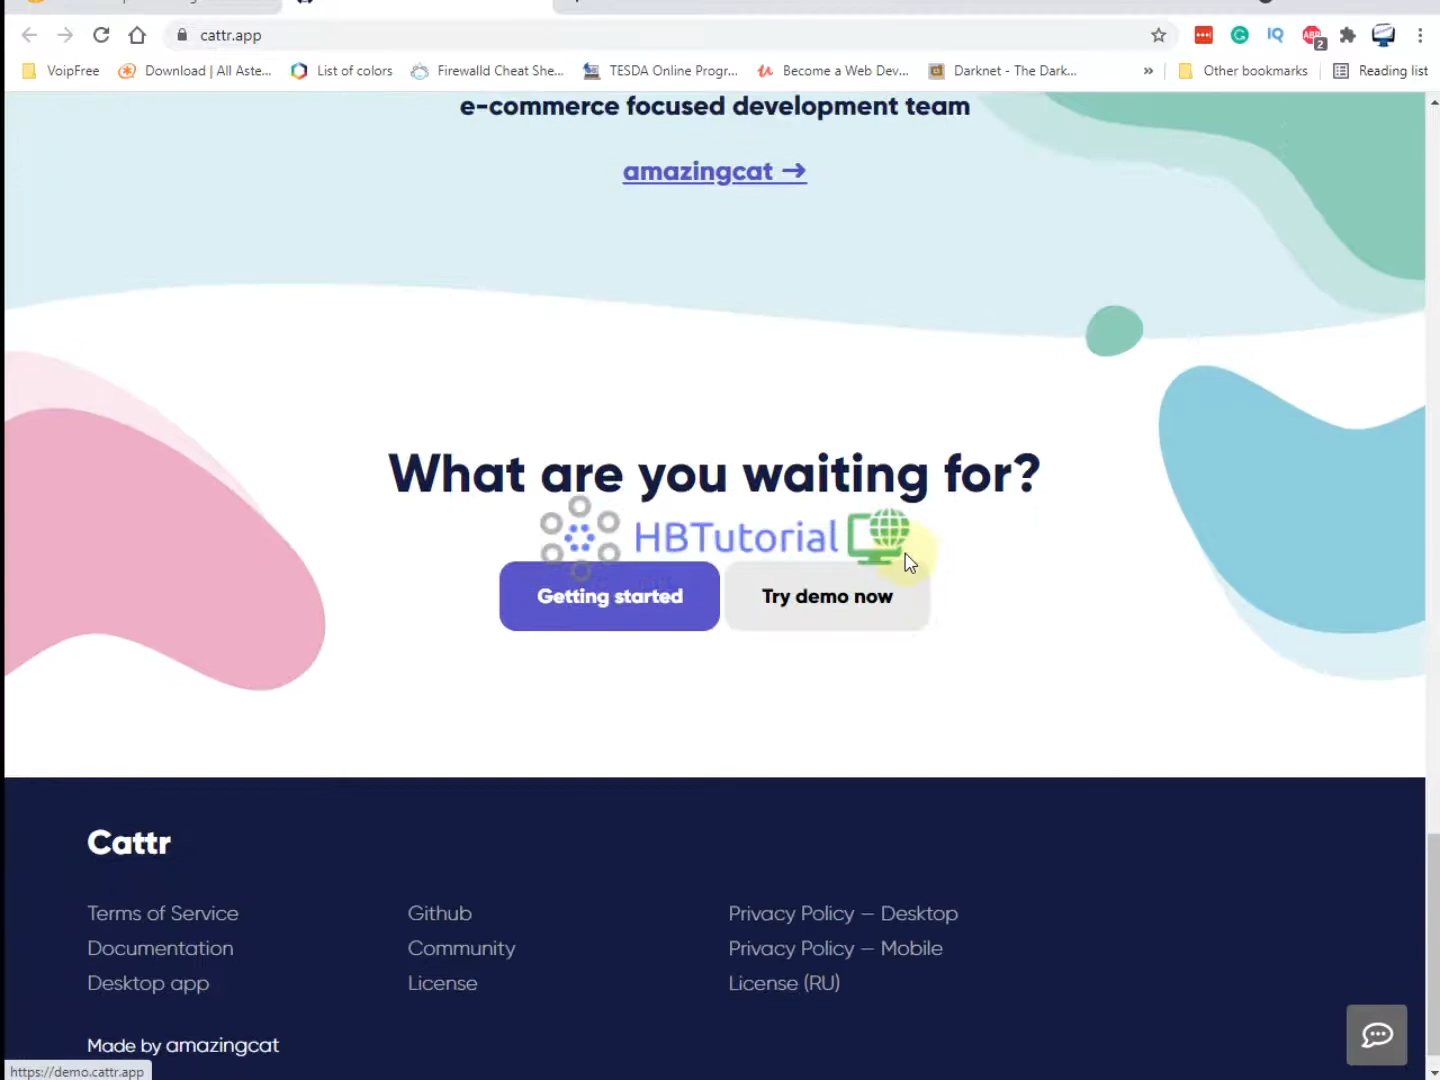 cattr.app
VoipFree
Download | All Aste...
List of colors
Firewalld Cheat She...
TESDA Online Progr...
Become a Web Dev...
Darknet - The Dark...
»
Other bookmarks
Reading list
e-commerce focused development team
amazingcat →
What are you waiting for?
HBTutorial
Getting started
Try demo now
Cattr
Terms of Service
Github
Privacy Policy – Desktop
Documentation
Community
Privacy Policy – Mobile
Desktop app
License
License (RU)
Made by amazingcat
https://demo.cattr.app